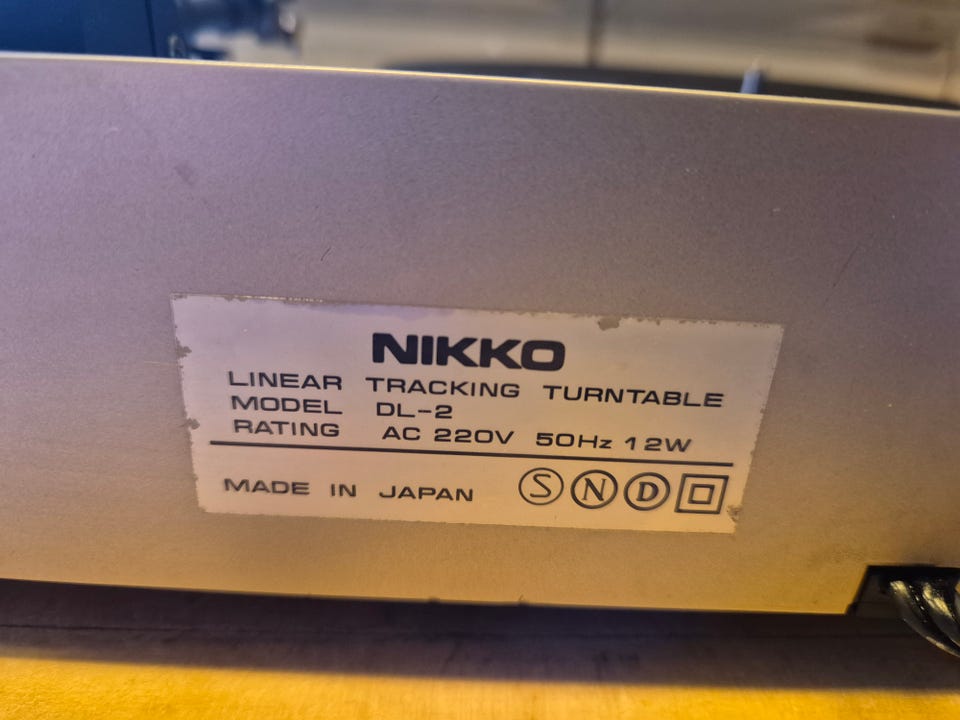 NIKKO
LINEAR TRACKING TURNTABLE
MODEL DL-2
RATING AC 220V 50Hz 12W
MADE IN JAPAN S N D